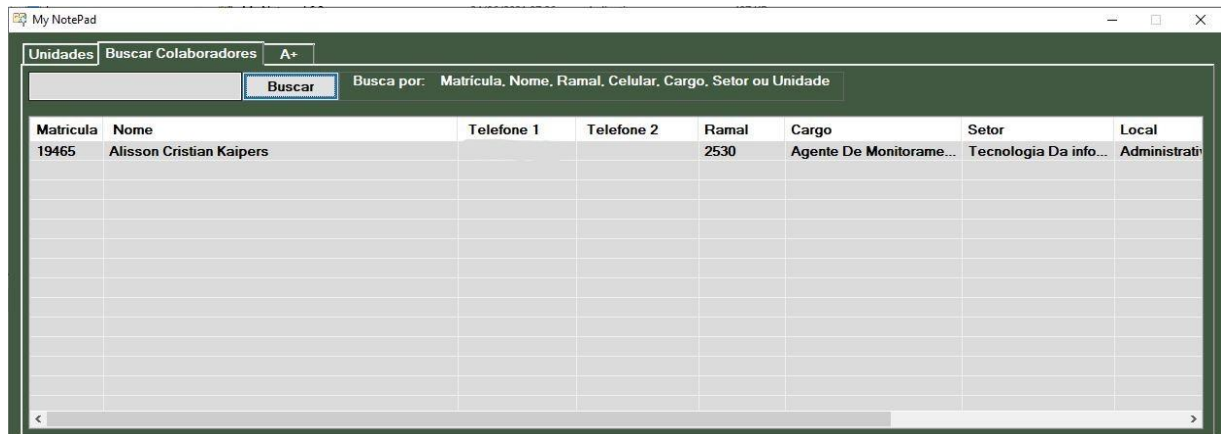 My NotePad
Unidades Buscar Colaboradores A+
Buscar Busca por: Matrícula, Nome, Ramal, Celular, Cargo, Setor ou Unidade
Matricula Nome Telefone 1 Telefone 2 Ramal Cargo Setor Local
19465 Alisson Cristian Kaipers 2530 Agente De Monitorame... Tecnologia Da info... Administrativ